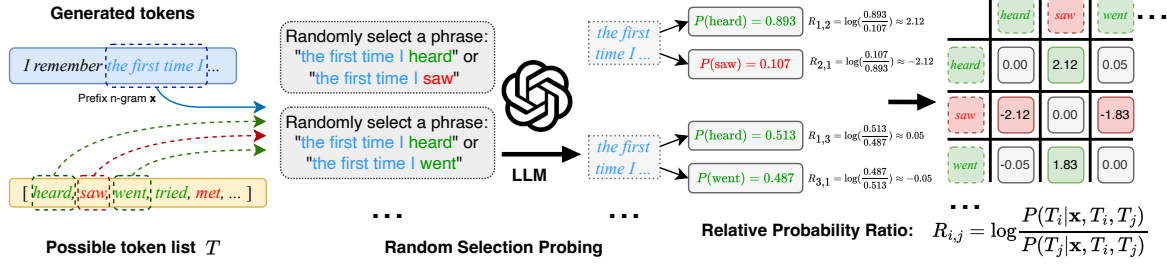 Generated tokens
I remember the first time I ...
Prefix n-gram x
[ heard, saw, went, tried, met, ... ]
Possible token list T
Randomly select a phrase:
"the first time I heard" or
"the first time I saw"
Randomly select a phrase:
"the first time I heard" or
"the first time I went"
...
Random Selection Probing
LLM
the first
time I ...
P(heard) = 0.893
P(saw) = 0.107
R1,2 = log(0.893/0.107) ≈ 2.12
R2,1 = log(0.107/0.893) ≈ −2.12
the first
time I ...
P(heard) = 0.513
P(went) = 0.487
R1,3 = log(0.513/0.487) ≈ 0.05
R3,1 = log(0.487/0.513) ≈ −0.05
...
heard saw went ...
heard 0.00 2.12 0.05
saw -2.12 0.00 -1.83
went -0.05 1.83 0.00
...
Relative Probability Ratio: Ri,j = log P(Ti|x, Ti, Tj) / P(Tj|x, Ti, Tj)